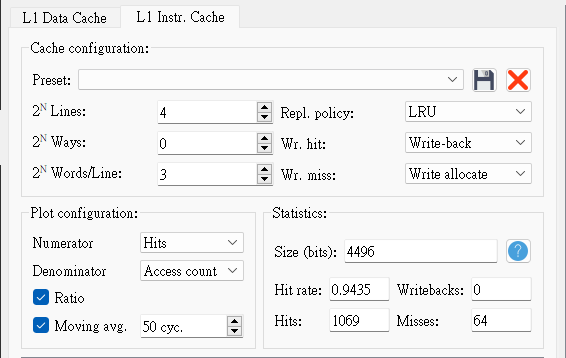 L1 Data Cache L1 Instr. Cache
Cache configuration:
Preset:
2^N Lines: 4 Repl. policy: LRU
2^N Ways: 0 Wr. hit: Write-back
2^N Words/Line: 3 Wr. miss: Write allocate
Plot configuration:
Numerator Hits
Denominator Access count
Ratio
Moving avg. 50 cyc.
Statistics:
Size (bits): 4496 ?
Hit rate: 0.9435 Writebacks: 0
Hits: 1069 Misses: 64